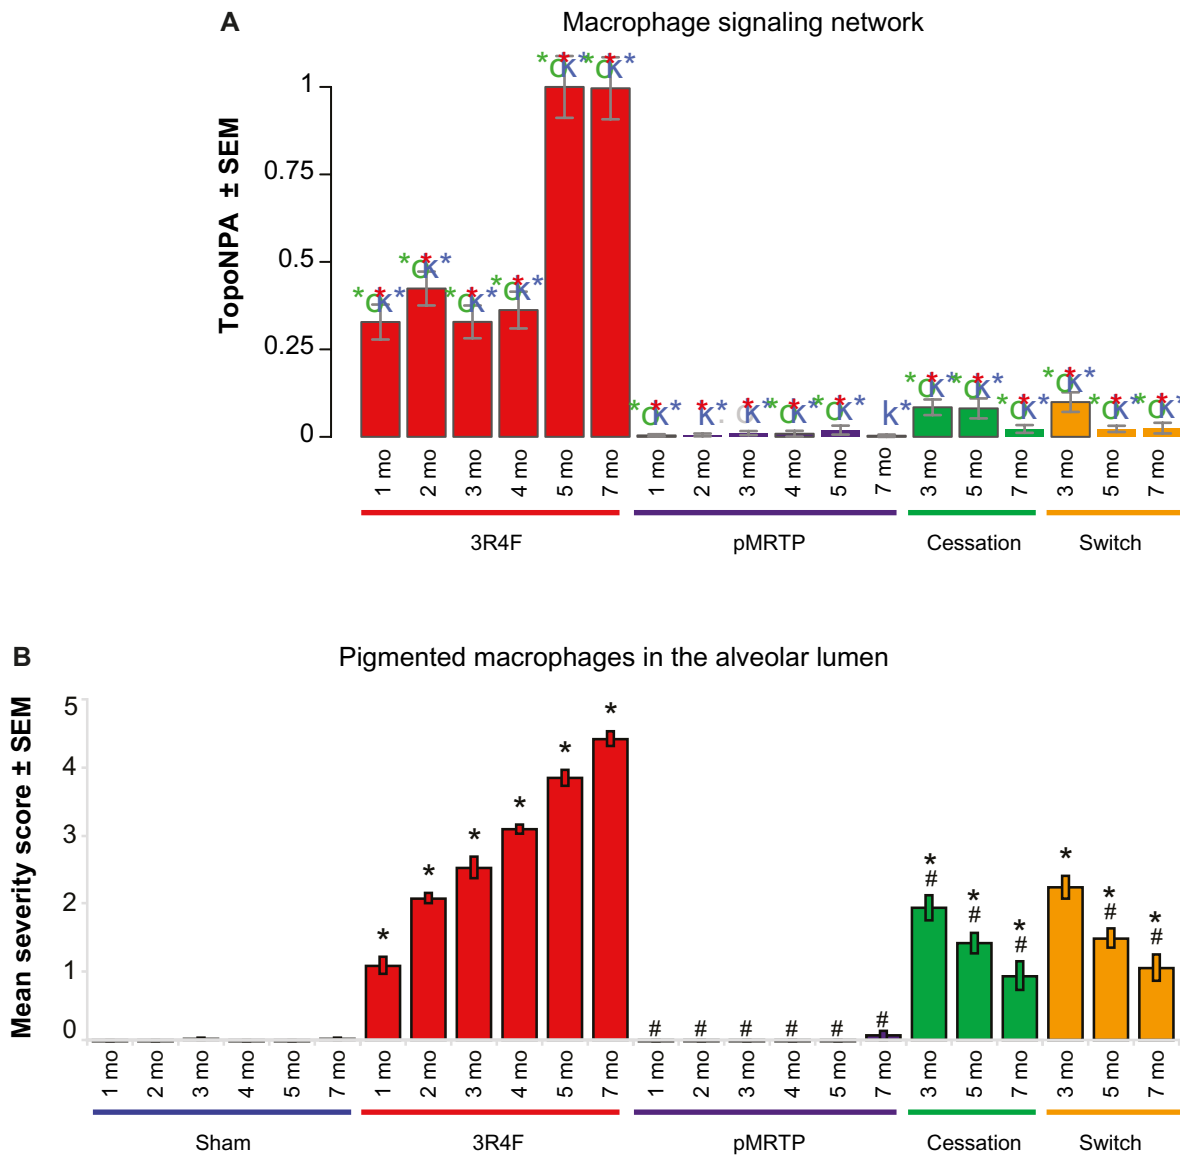 A Macrophage signaling network
TopoNPA ± SEM
1
0.75
0.5
0.25
0
*O*K* *O*K* *O*K* *O*K* *O*K* *O*K* *O*K* *K* O*K* *O*K* *O*K* K* *O*K* *O*K* *O*K* *O*K* *O*K* *O*K*
1 mo 2 mo 3 mo 4 mo 5 mo 7 mo 1 mo 2 mo 3 mo 4 mo 5 mo 7 mo 3 mo 5 mo 7 mo 3 mo 5 mo 7 mo
3R4F pMRTP Cessation Switch
B Pigmented macrophages in the alveolar lumen
Mean severity score ± SEM
5
4
3
2
1
0
* * * * * * # # # # # # *# *# *# * *# *#
1 mo 2 mo 3 mo 4 mo 5 mo 7 mo 1 mo 2 mo 3 mo 4 mo 5 mo 7 mo 1 mo 2 mo 3 mo 4 mo 5 mo 7 mo 3 mo 5 mo 7 mo 3 mo 5 mo 7 mo
Sham 3R4F pMRTP Cessation Switch